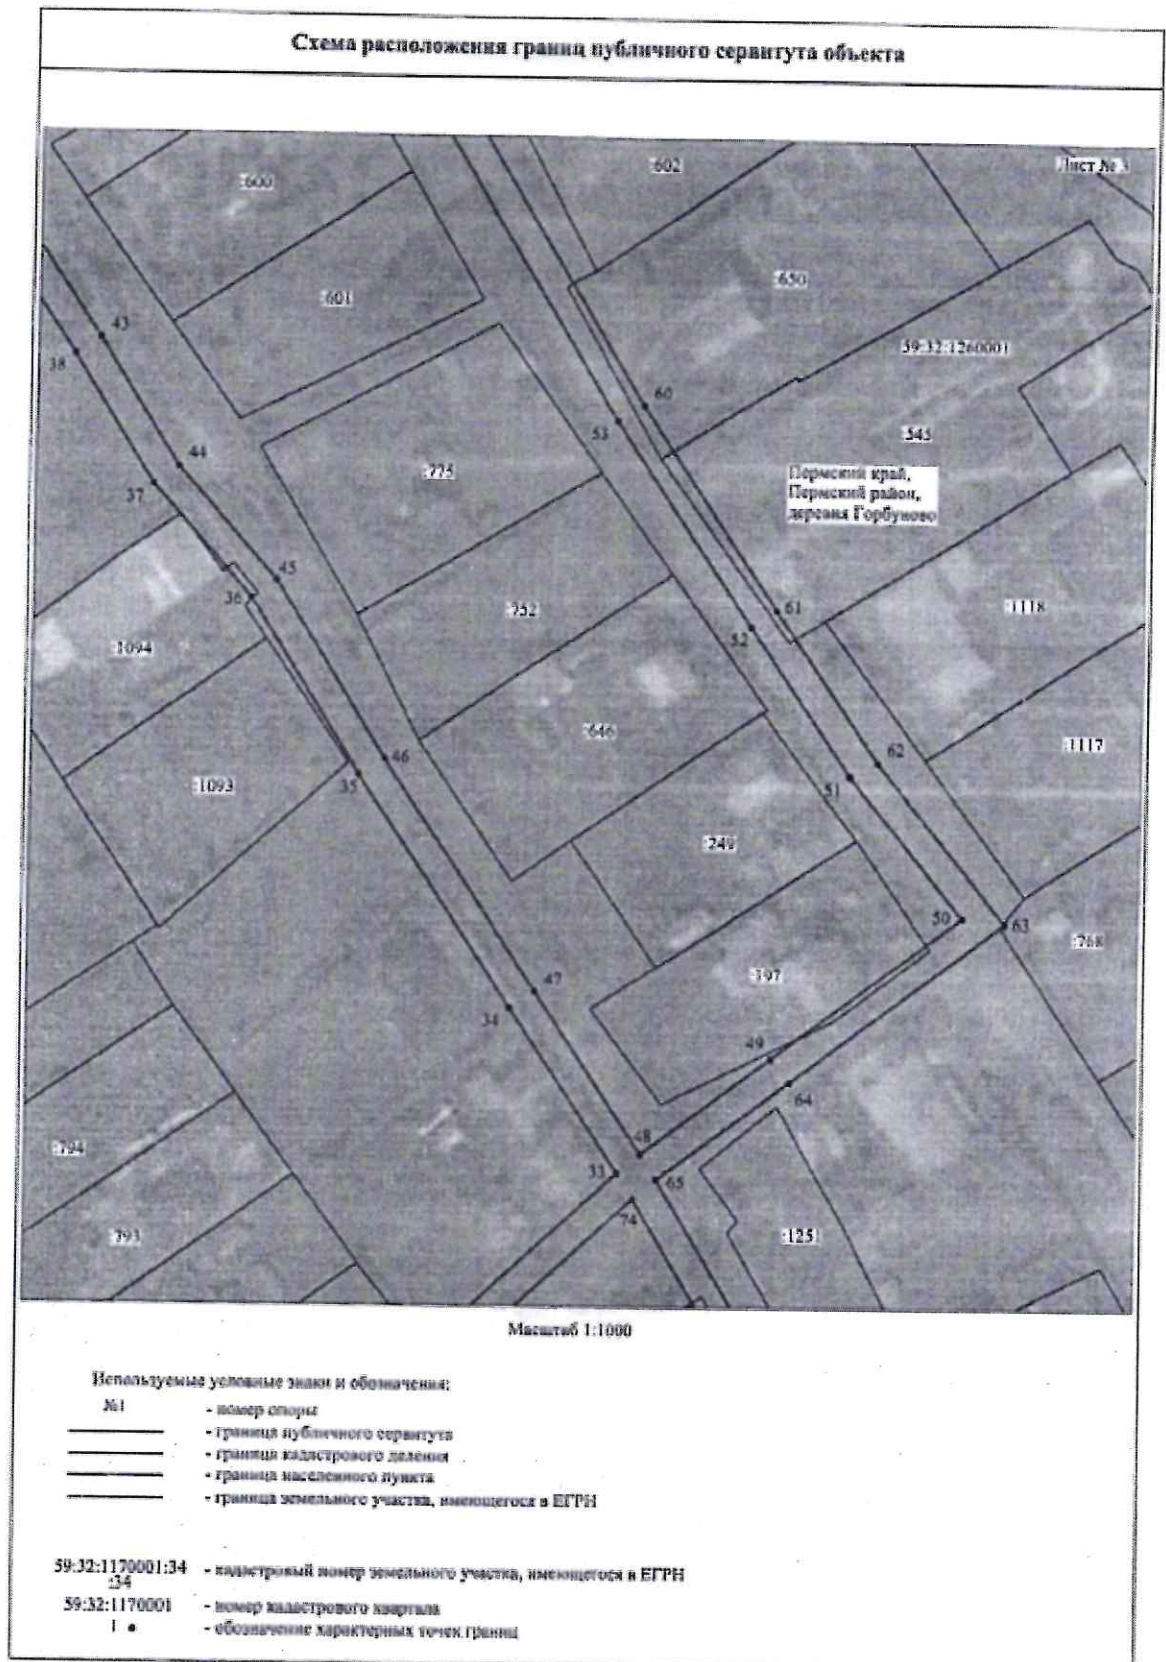 Схема расположения границ публичного сервитута объекта
Лист № 3
:602
:600
:650
:601
43
59:32:1260001
38
60
53
:545
44
:775
Пермский край,
Пермский район,
деревня Горбуново
37
45
36
:752
61
:1118
52
:1094
:646
62
:1117
46
35
:1093
51
:249
50
63
:768
:397
47
34
49
64
48
:794
33
65
74
:793
:1251
Масштаб 1:1000
Используемые условные знаки и обозначения:
№1 - номер опоры
- граница публичного сервитута
- граница кадастрового деления
- граница населенного пункта
- граница земельного участка, имеющегося в ЕГРН
59:32:1170001:34 - кадастровый номер земельного участка, имеющегося в ЕГРН
:34
59:32:1170001 - номер кадастрового квартала
1 ● - обозначение характерных точек границ